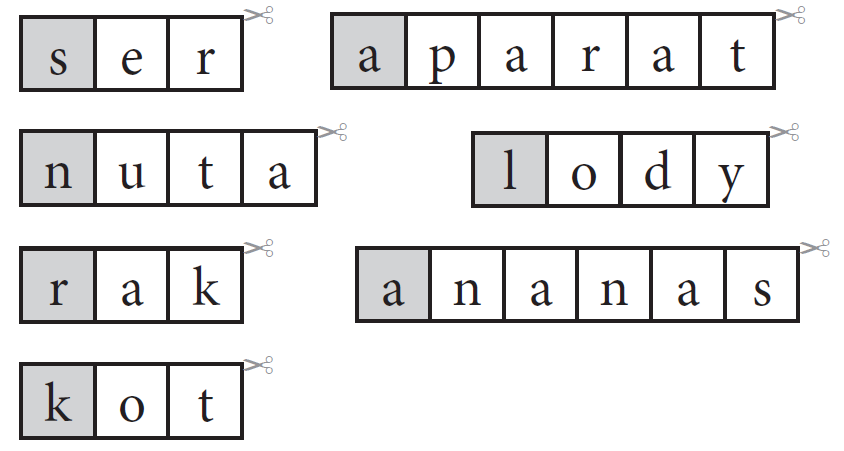 ser
aparat
nuta
lody
rak
ananas
kot